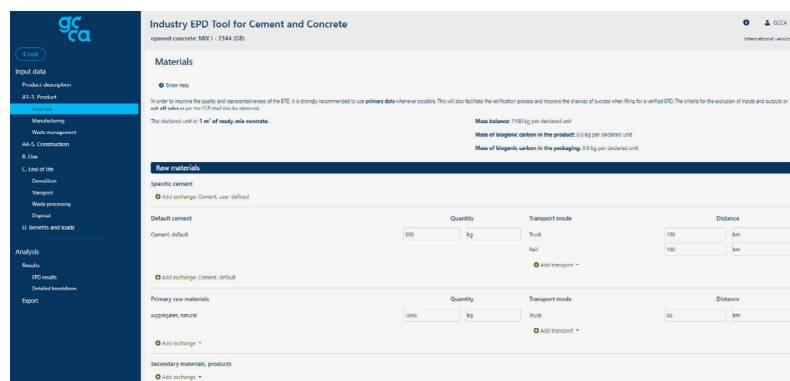 gcca
Industry EPD Tool for Cement and Concrete
GCCA
opened concrete: MIX I - 2344 (GB)
International version
back
Input data
Product description
A1-3. Product
Materials
Manufacturing
Waste management
A4-5. Construction
B. Use
C. End of life
Demolition
Transport
Waste processing
Disposal
D. Benefits and loads
Analysis
Results
EPD results
Detailed breakdown
Export
Materials
Show help
In order to improve the quality and representativeness of the EPD, it is strongly recommended to use primary data whenever possible. This will also facilitate the verification process and improve the chances of success when filing for a verified EPD. The criteria for the exclusion of inputs and outputs or
cut-off rules as per the PCR shall also be observed.
The declared unit is: 1 m³ of ready-mix concrete.
Mass balance: 2190 kg per declared unit
Mass of biogenic carbon in the product: 0.0 kg per declared unit
Mass of biogenic carbon in the packaging: 0.0 kg per declared unit
Raw materials
Specific cement
Add exchange: Cement, user defined
Default cement Quantity Transport mode Distance
Cement, default 300 kg Truck 100 km
Rail 100 km
Add transport
Add exchange: Cement, default
Primary raw materials Quantity Transport mode Distance
Aggregates, natural kg Truck 50 km
Add transport
Add exchange
Secondary materials, products
Add exchange